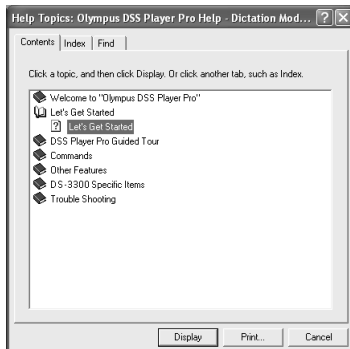 Help Topics: Olympus DSS Player Pro Help - Dictation Mod...
Contents Index Find
Click a topic, and then click Display. Or click another tab, such as Index.
Welcome to "Olympus DSS Player Pro"
Let's Get Started
Let's Get Started
DSS Player Pro Guided Tour
Commands
Other Features
DS-3300 Specific Items
Trouble Shooting
Display Print... Cancel